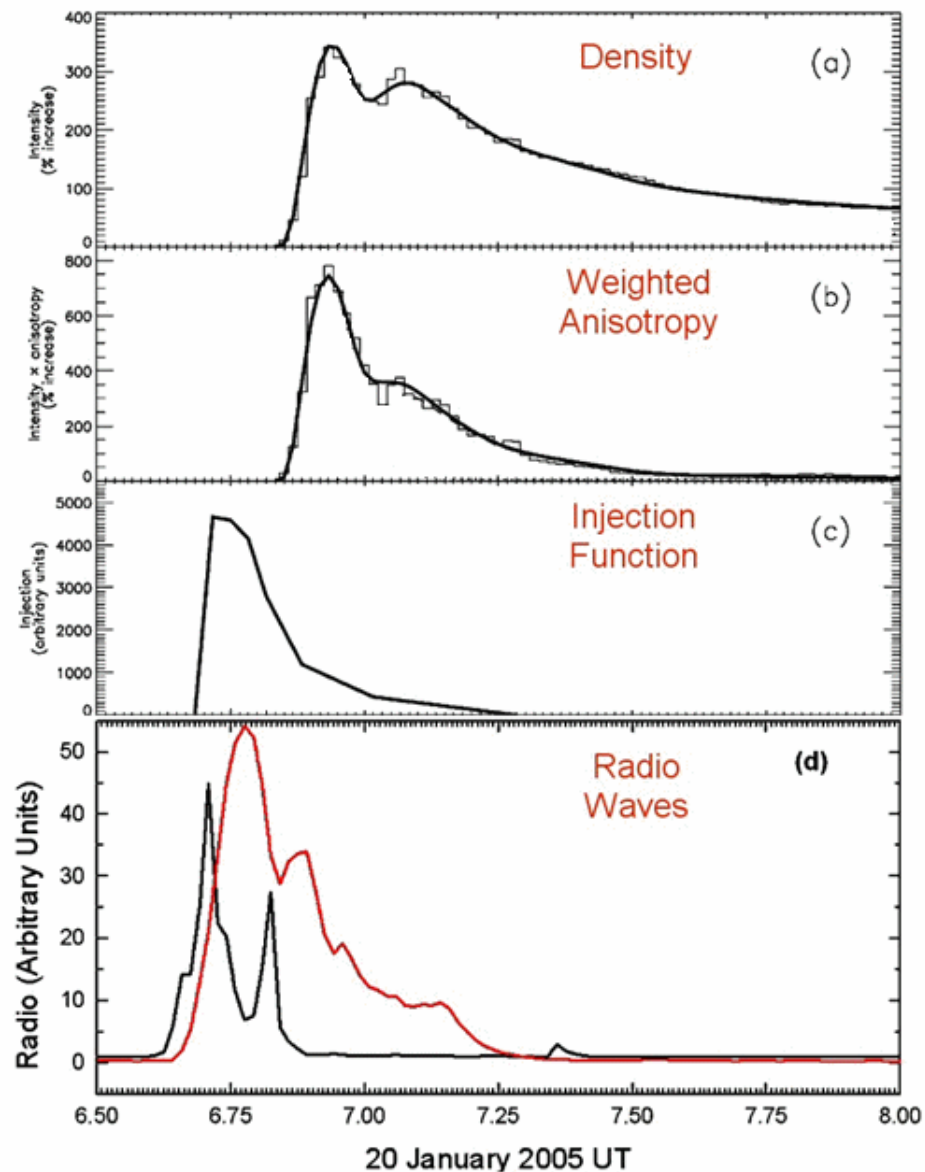 400
300
200
100
0
Intensity
(% increase)
Density
(a)
800
600
400
200
0
Intensity × anisotropy
(% increase)
Weighted
Anisotropy
(b)
5000
4000
3000
2000
1000
0
Injection
(arbitrary units)
Injection
Function
(c)
50
40
30
20
10
0
Radio (Arbitrary Units)
Radio
Waves
(d)
6.50 6.75 7.00 7.25 7.50 7.75 8.00
20 January 2005 UT